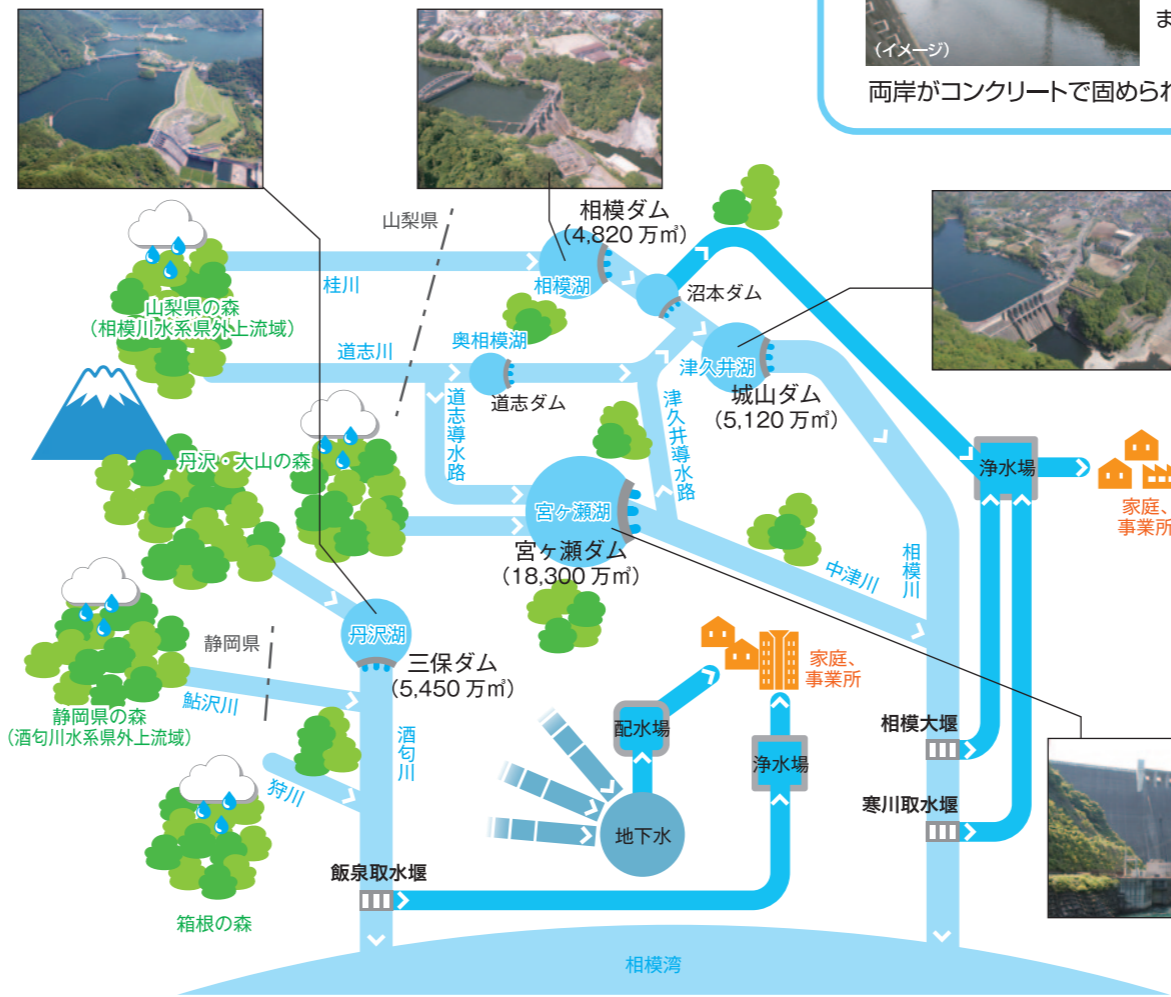 (イメージ)
ま
両岸がコンクリートで固められ
山梨県
相模ダム
(4,820 万㎥)
相模湖
沼本ダム
桂川
山梨県の森
(相模川水系県外上流域)
道志川
奥相模湖
道志ダム
津久井湖
城山ダム
(5,120 万㎥)
道志導水路
津久井導水路
丹沢・大山の森
浄水場
家庭、
事業所
宮ヶ瀬湖
宮ヶ瀬ダム
(18,300 万㎥)
中津川
相模川
静岡県
丹沢湖
三保ダム
(5,450 万㎥)
鮎沢川
静岡県の森
(酒匂川水系県外上流域)
酒匂川
狩川
家庭、
事業所
配水場
浄水場
地下水
相模大堰
寒川取水堰
飯泉取水堰
箱根の森
相模湾